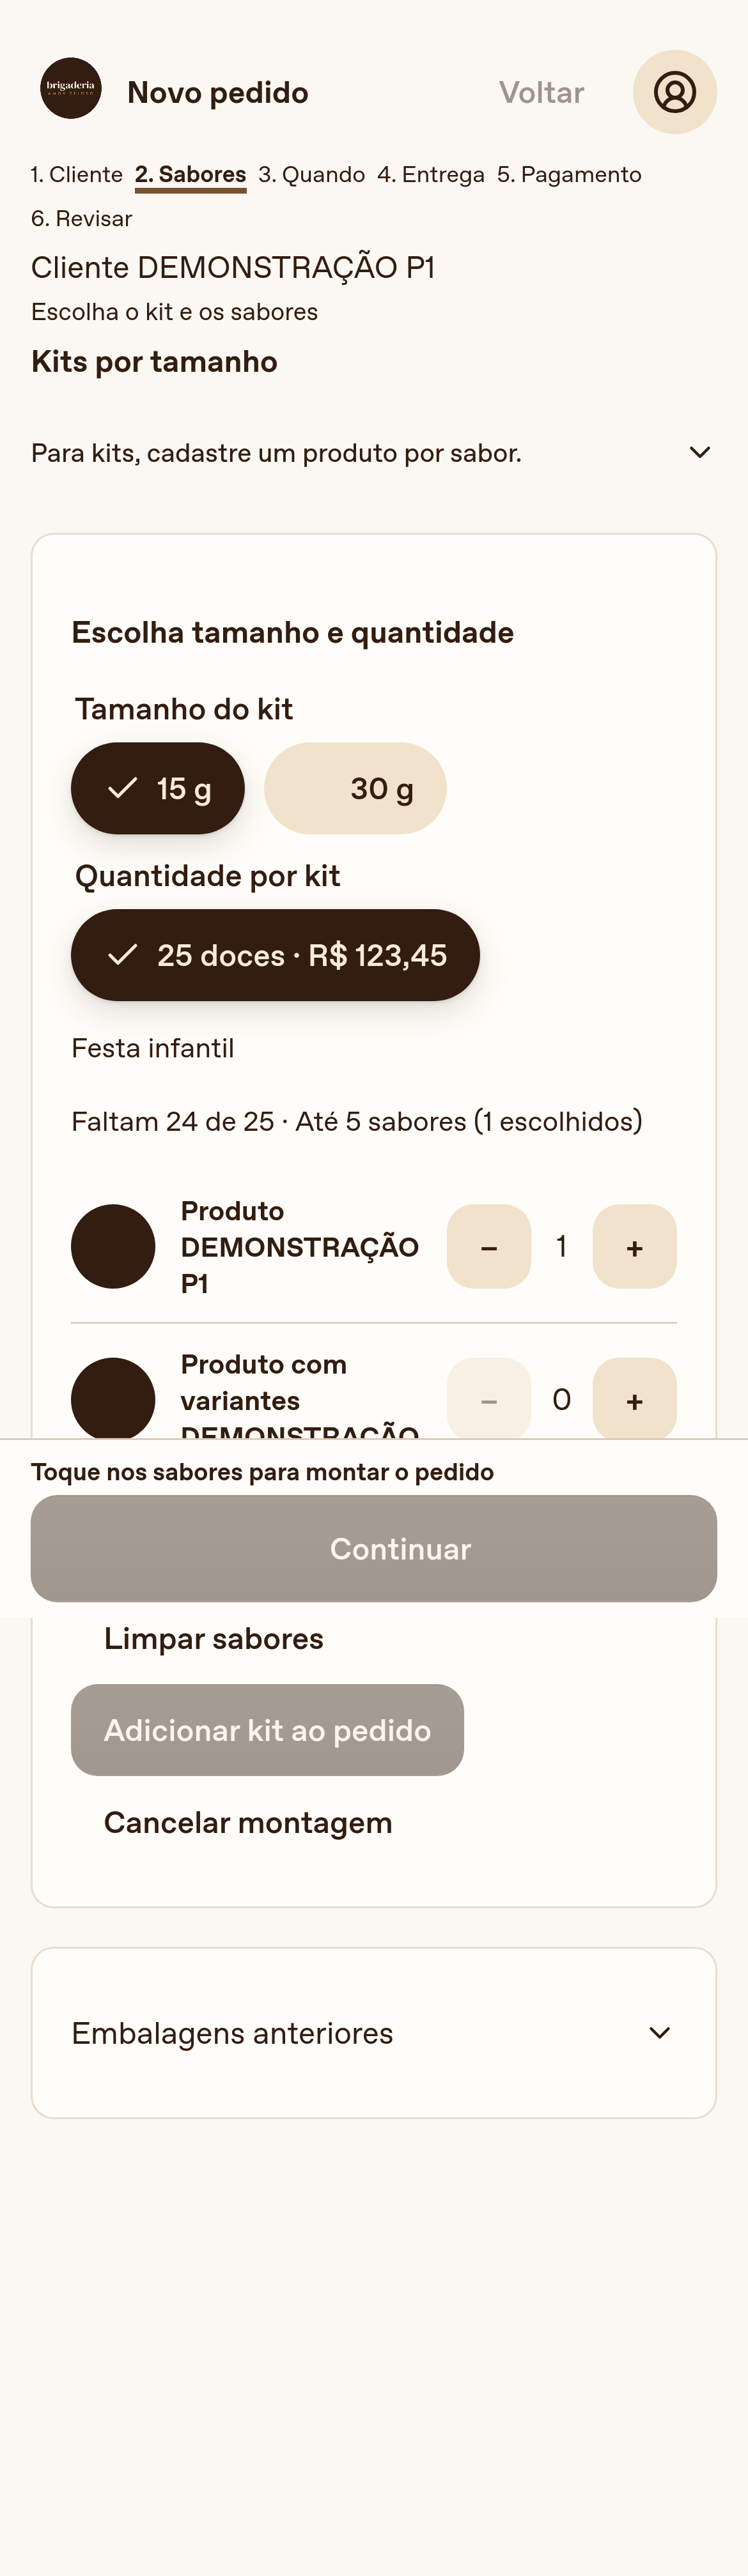 brigaderia
AMOR TEIOSO
Novo pedido
Voltar
1. Cliente 2. Sabores 3. Quando 4. Entrega 5. Pagamento
6. Revisar
Cliente DEMONSTRAÇÃO P1
Escolha o kit e os sabores
Kits por tamanho
Para kits, cadastre um produto por sabor.
Escolha tamanho e quantidade
Tamanho do kit
15 g
30 g
Quantidade por kit
25 doces · R$ 123,45
Festa infantil
Faltam 24 de 25 · Até 5 sabores (1 escolhidos)
Produto
DEMONSTRAÇÃO
P1
– 1 +
Produto com
variantes
DEMONSTRAÇÃO
– 0 +
Toque nos sabores para montar o pedido
Continuar
Limpar sabores
Adicionar kit ao pedido
Cancelar montagem
Embalagens anteriores